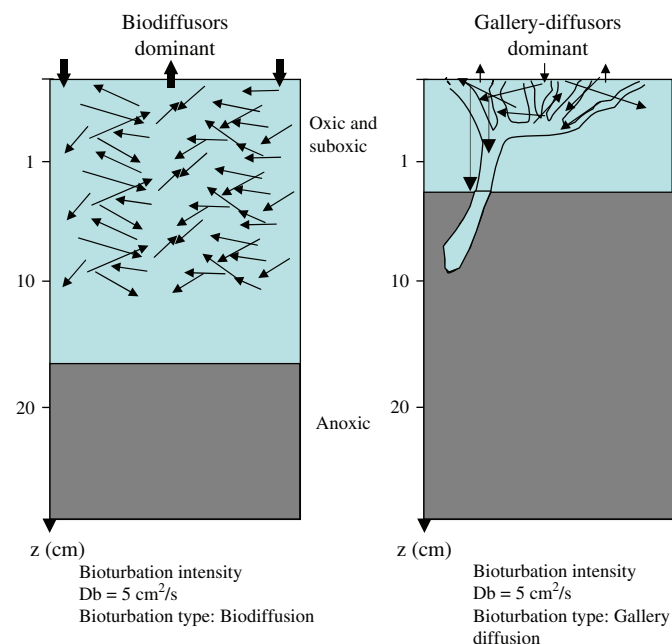 Biodiffusors
dominant
Gallery-diffusors
dominant
Oxic and
suboxic
1
10
20
Anoxic
z (cm)
Bioturbation intensity
Db = 5 cm²/s
Bioturbation type: Biodiffusion
1
10
20
z (cm)
Bioturbation intensity
Db = 5 cm²/s
Bioturbation type: Gallery
diffusion